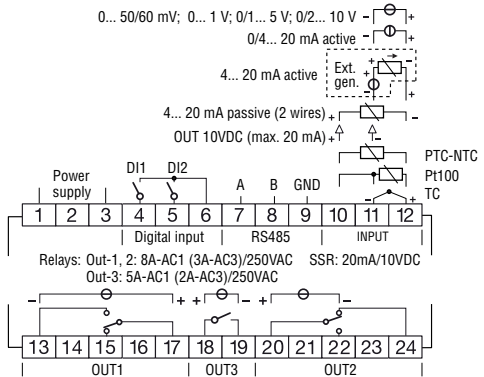 0... 50/60 mV; 0... 1 V; 0/1... 5 V; 0/2... 10 V - +
0/4... 20 mA active - +
4... 20 mA active Ext. gen. + - + - +
4... 20 mA passive (2 wires) + -
OUT 10VDC (max. 20 mA) + -
PTC-NTC
Pt100
TC - +
Power supply DI1 DI2 A B GND
1 2 3 4 5 6 7 8 9 10 11 12
Digital input RS485 INPUT
Relays: Out-1, 2: 8A-AC1 (3A-AC3)/250VAC SSR: 20mA/10VDC
Out-3: 5A-AC1 (2A-AC3)/250VAC
- + + - + -
13 14 15 16 17 18 19 20 21 22 23 24
OUT1 OUT3 OUT2